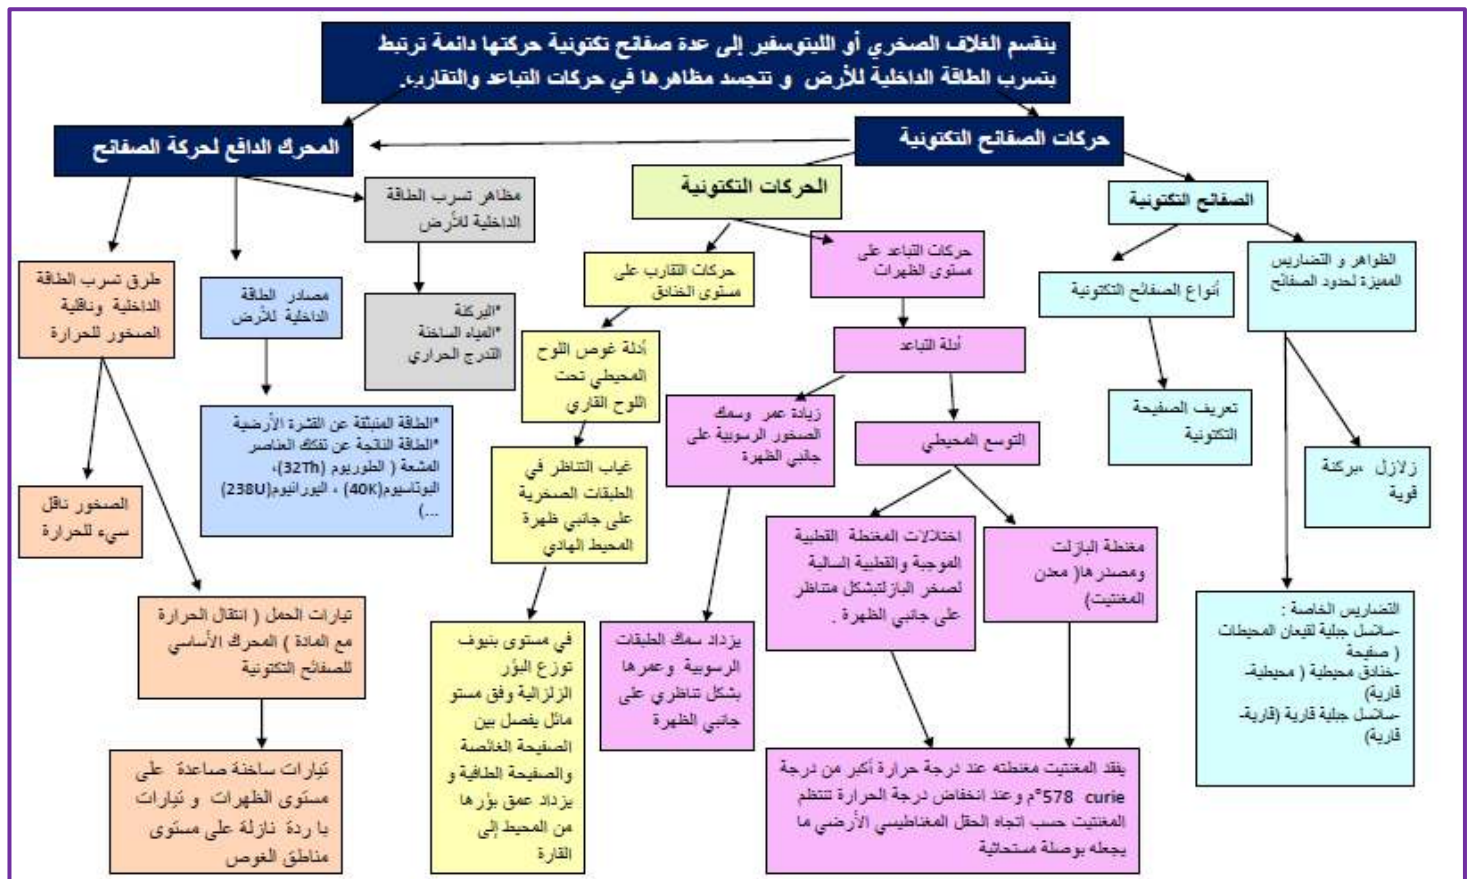 ينقسم الغلاف الصخري أو الليتوسفير إلى عدة صفائح تكتونية حركتها دائمة ترتبط
بتسرب الطاقة الداخلية للأرض و تتجسد مظاهرها في حركات التباعد والتقارب.
حركات الصفائح التكتونية
المحرك الدافع لحركة الصفائح
الصفائح التكتونية
الظواهر و التضاريس
المميزة لحدود الصفائح
زلازل ،بركنة
قوية
التضاريس الخاصة :
-سلاسل جبلية لقيعان المحيطات
( صفيحة
-خنادق محيطية ( محيطية-
قارية)
-سلاسل جبلية قارية (قارية-
قارية)
أنواع الصفائح التكتونية
تعريف الصفيحة
التكتونية
الحركات التكتونية
حركات التباعد على
مستوى الظهرات
أدلة التباعد
التوسع المحيطي
مغنطة البازلت
ومصدرها( معدن
المغنتيت)
اختلالات المغنطة القطبية
الموجبة والقطبية السالبة
لصخر البازلتبشكل متناظر
على جانبي الظهرة .
يفقد المغنتيت مغنطته عند درجة حرارة أكبر من درجة
curie 578°م وعند انخفاض درجة الحرارة تنتظم
المغنتيت حسب اتجاه الحقل المغناطيسي الأرضي ما
يجعله بوصلة مستحاثية
زيادة عمر وسمك
الصخور الرسوبية على
جانبي الظهرة
يزداد سمك الطبقات
الرسوبية وعمرها
بشكل تناظري على
جانبي الظهرة
حركات التقارب على
مستوى الخنادق
أدلة غوص اللوح
المحيطي تحت
اللوح القاري
غياب التناظر في
الطبقات الصخرية
على جانبي ظهرة
المحيط الهادي
في مستوى بنيوف
توزع البؤر
الزلزالية وفق مستو
مائل يفصل بين
الصفيحة الغائصة
والصفيحة الطافية و
يزداد عمق بؤرها
من المحيط إلى
القارة
مظاهر تسرب الطاقة
الداخلية للأرض
*البركنة
*المياه الساخنة
التدرج الحراري
مصادر الطاقة
الداخلية للأرض
*الطاقة المنبثقة عن القشرة الأرضية
*الطاقة الناتجة عن تفكك العناصر
المشعة ( الطوريوم (32Th)،
البوتاسيوم(40K) ، اليورانيوم(238U)
...)
طرق تسرب الطاقة
الداخلية وناقلية
الصخور للحرارة
الصخور ناقل
سيء للحرارة
تيارات الحمل ( انتقال الحرارة
مع المادة ) المحرك الأساسي
للصفائح التكتونية
تيارات ساخنة صاعدة على
مستوى الظهرات و تيارات
با ردة نازلة على مستوى
مناطق الغوص